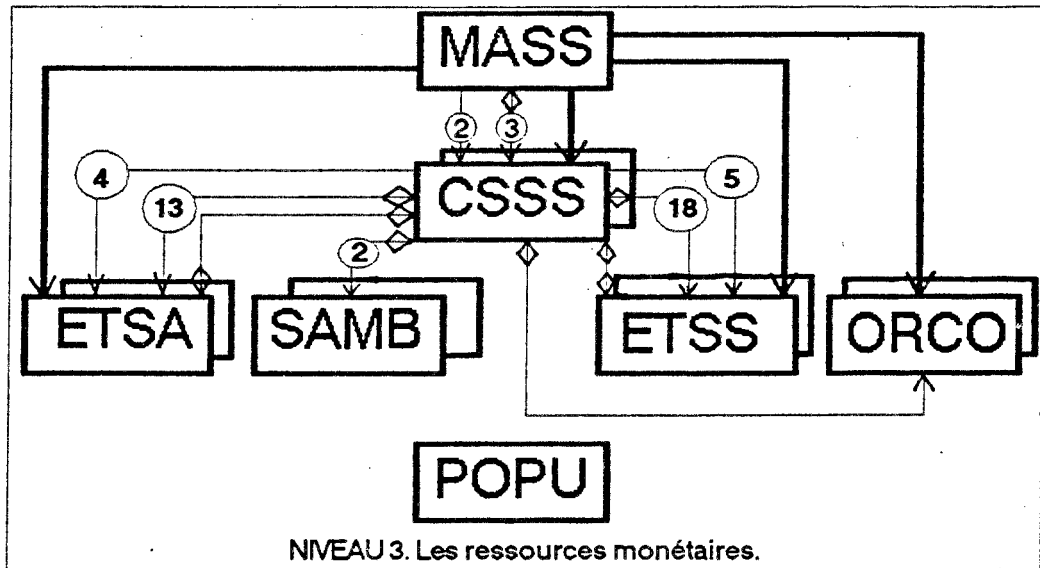 MASS
2 3
4 CSSS 5
13 18
2
ETSA SAMB ETSS ORCO
POPU
NIVEAU 3. Les ressources monétaires.